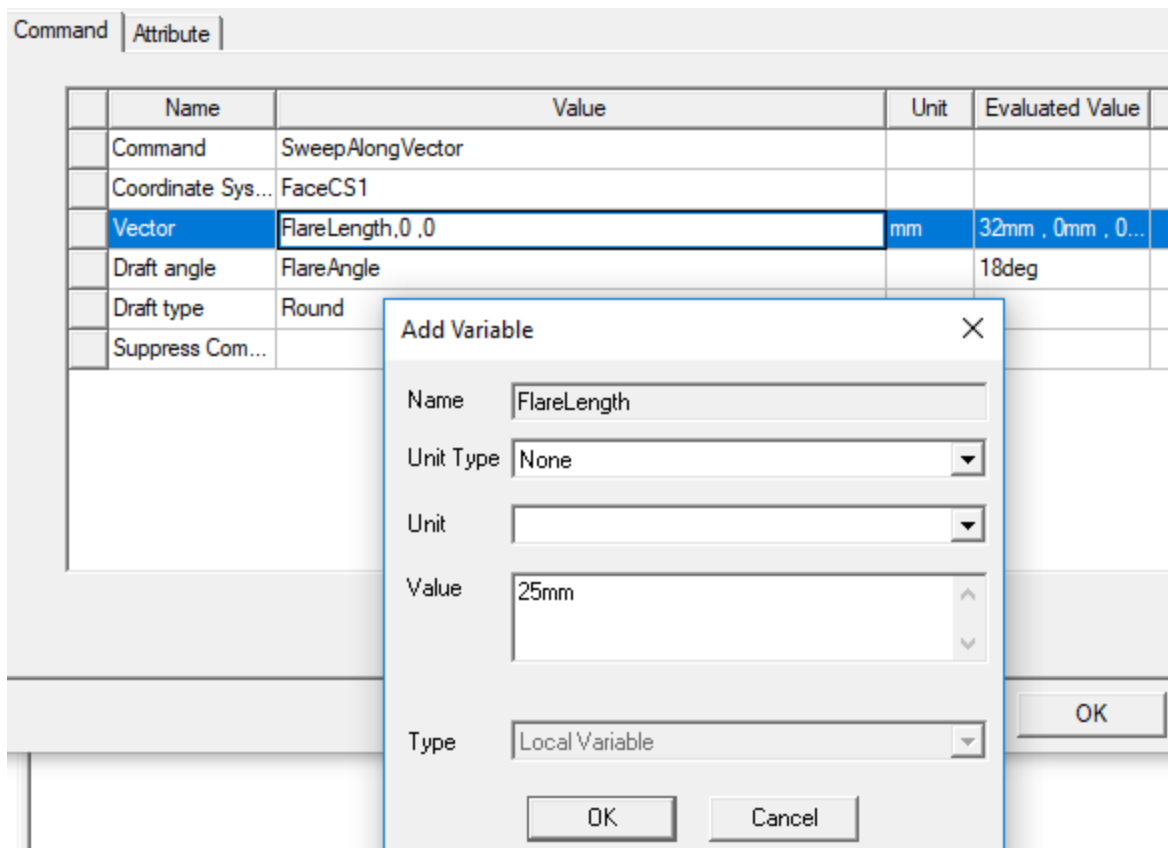 Command Attribute
Name Value Unit Evaluated Value
Command SweepAlongVector
Coordinate Sys... FaceCS1
Vector FlareLength,0 ,0 mm 32mm , 0mm , 0...
Draft angle FlareAngle 18deg
Draft type Round
Suppress Com...
Add Variable
Name FlareLength
Unit Type None
Unit
Value 25mm
Type Local Variable
OK Cancel
OK